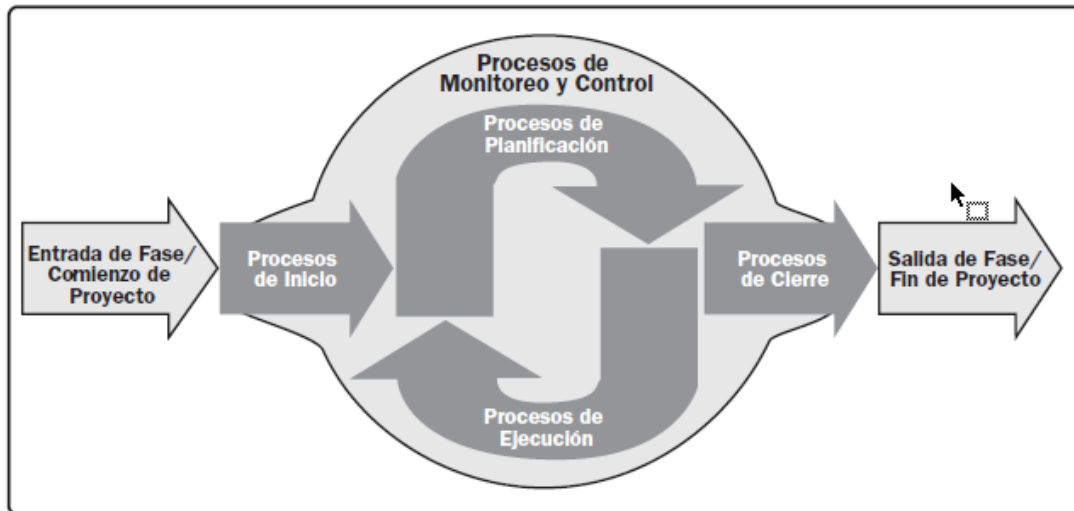 Procesos de
Monitoreo y Control
Procesos de
Planificación
Entrada de Fase/
Comienzo de
Proyecto
Procesos
de Inicio
Procesos
de Cierre
Salida de Fase/
Fin de Proyecto
Procesos de
Ejecución